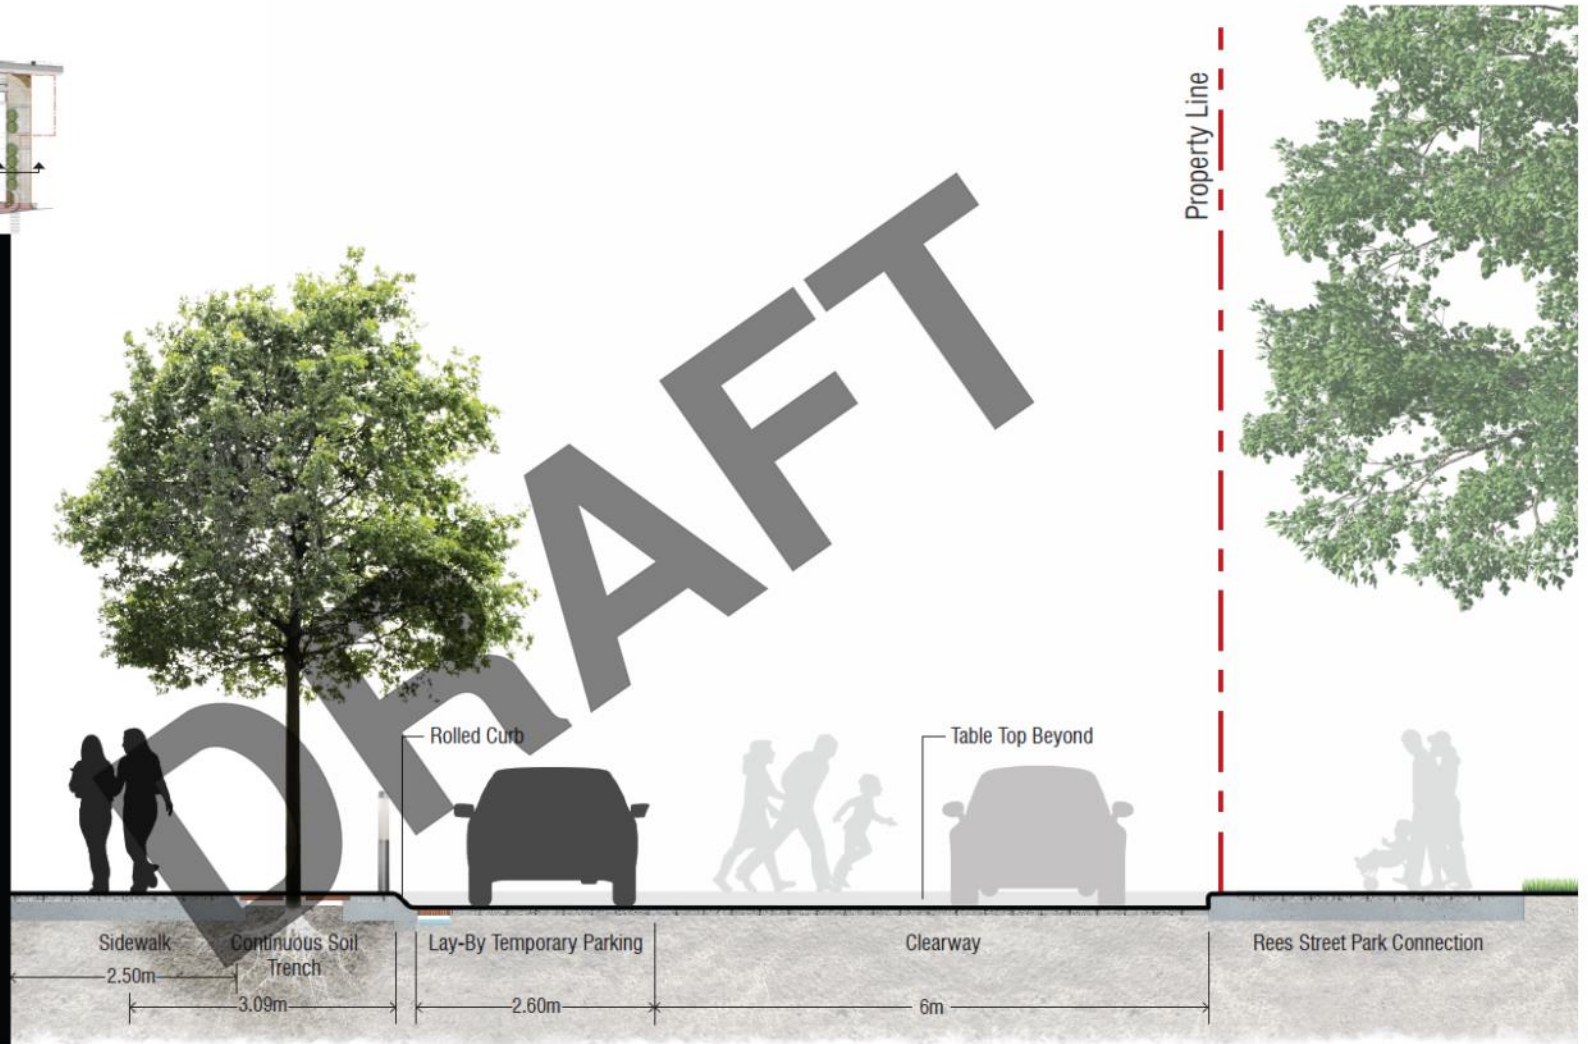 Property Line
DRAFT
Rolled Curb
Table Top Beyond
Sidewalk
Continuous Soil
Trench
Lay-By Temporary Parking
Clearway
Rees Street Park Connection
2.50m
3.09m
2.60m
6m